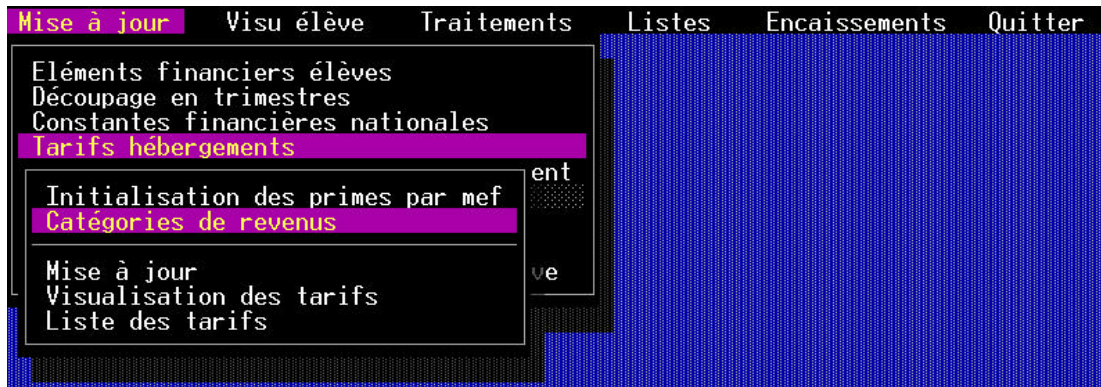 Mise à jour Visu élève Traitements Listes Encaissements Quitter
Eléments financiers élèves
Découpage en trimestres
Constantes financières nationales
Tarifs hébergements
ent
Initialisation des primes par mef
Catégories de revenus
Mise à jour
ve
Visualisation des tarifs
Liste des tarifs